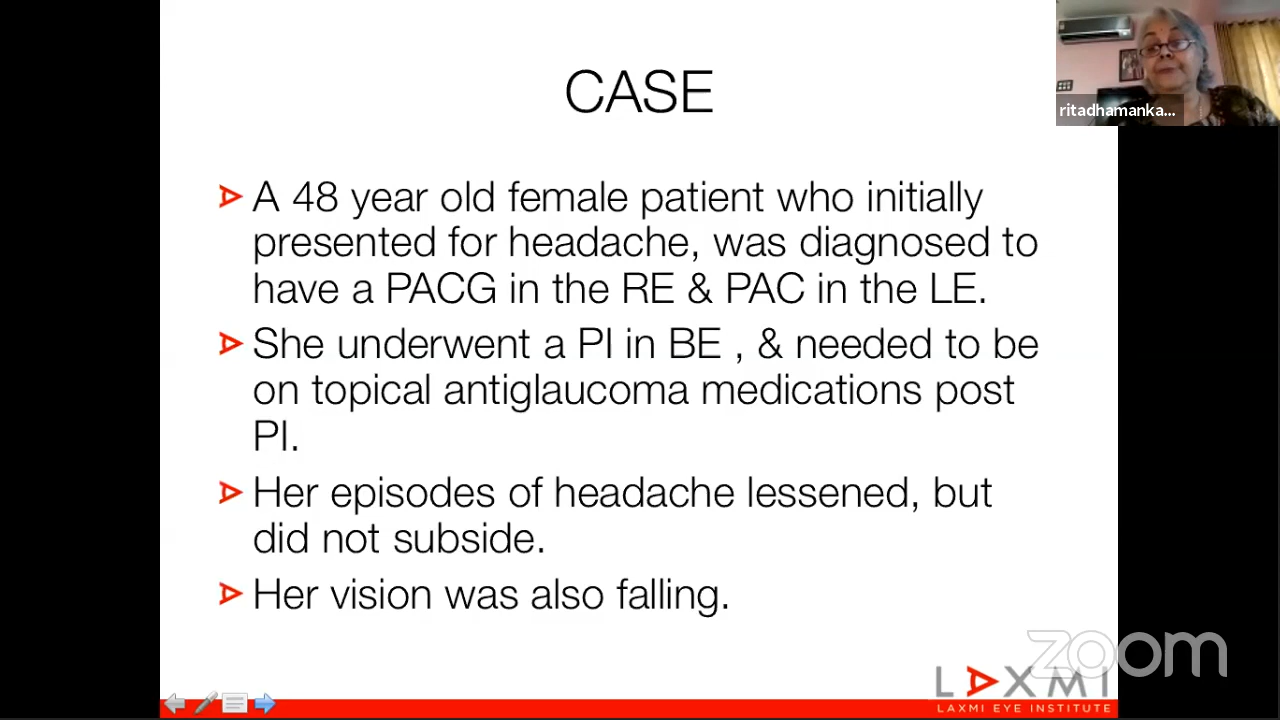 CASE
A 48 year old female patient who initially
presented for headache, was diagnosed to
have a PACG in the RE & PAC in the LE.
She underwent a PI in BE , & needed to be
on topical antiglaucoma medications post
PI.
Her episodes of headache lessened, but
did not subside.
Her vision was also falling.
ritadhamanka...
zoom
LAXMI
LAXMI EYE INSTITUTE